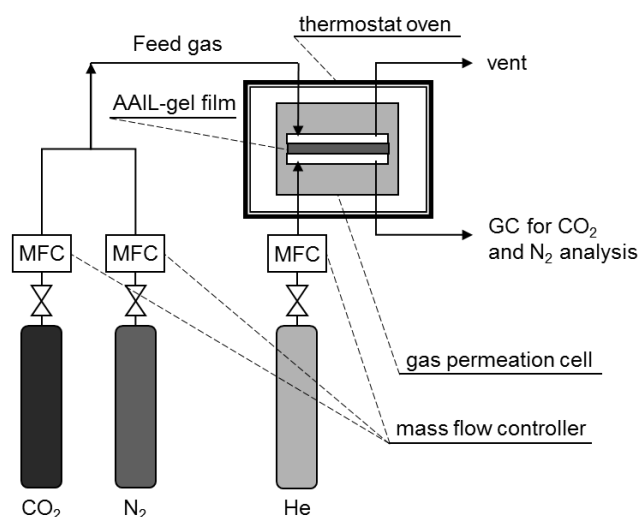 thermostat oven
Feed gas
vent
AAIL-gel film
GC for CO₂
and N₂ analysis
MFC
MFC
MFC
gas permeation cell
mass flow controller
CO₂
N₂
He